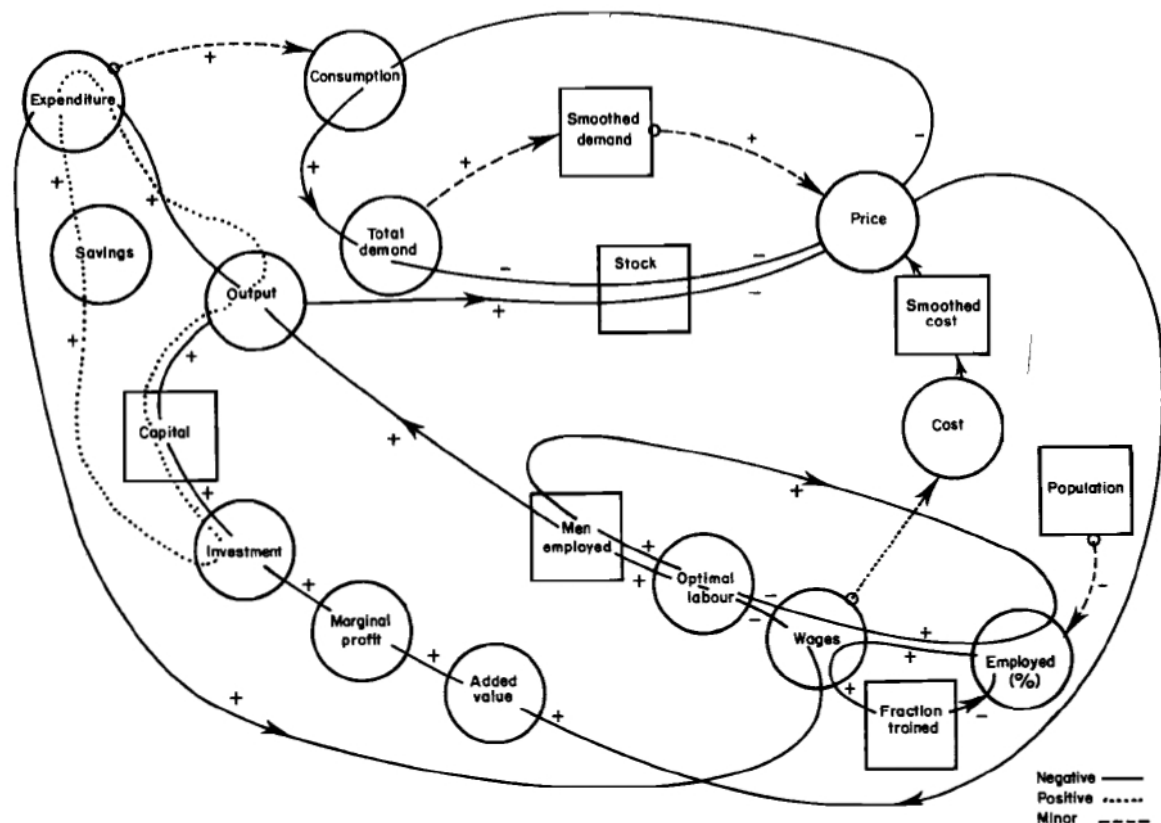 Expenditure
Consumption
Smoothed
demand
Savings
Total
demand
Price
Stock
Output
Smoothed
cost
Capital
Cost
Population
Men
employed
Investment
Optimal
labour
Marginal
profit
Wages
Employed
(%)
Added
value
Fraction
trained
Negative
Positive
Minor
+
+
+
+
-
+
+
-
-
+
+
+
+
+
+
+
-
+
+
-
-
+
+
+
-
+
+
+
+